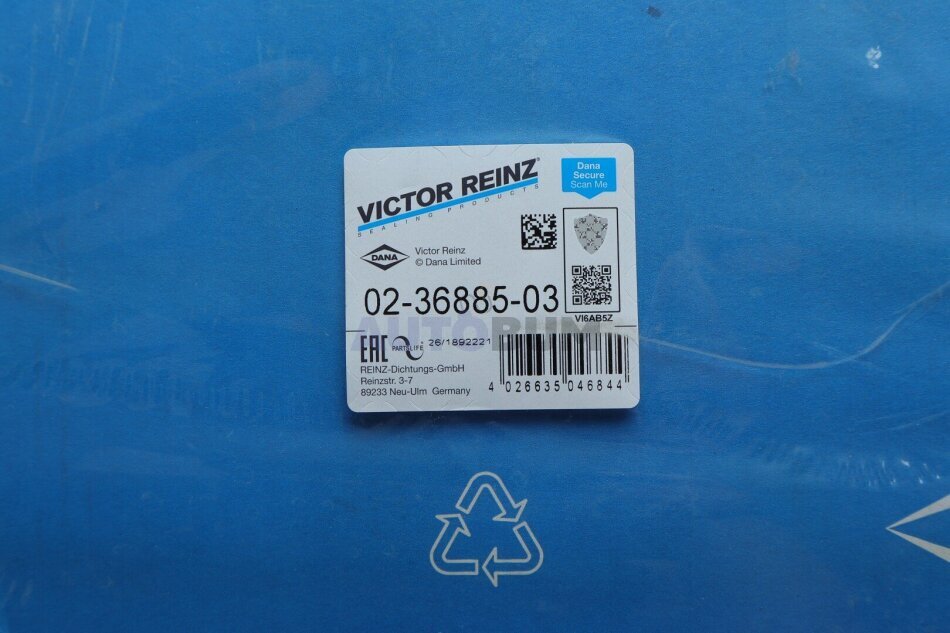 VICTOR REINZ®
SEALING PRODUCTS
Dana
Secure
Scan Me
DANA
Victor Reinz
© Dana Limited
02-36885-03
VI6AB5Z
AUTOBUM
EAC PARTSLIFE 26/1892221
REINZ-Dichtungs-GmbH
Reinzstr. 3-7
89233 Neu-Ulm Germany
4 026635 046844